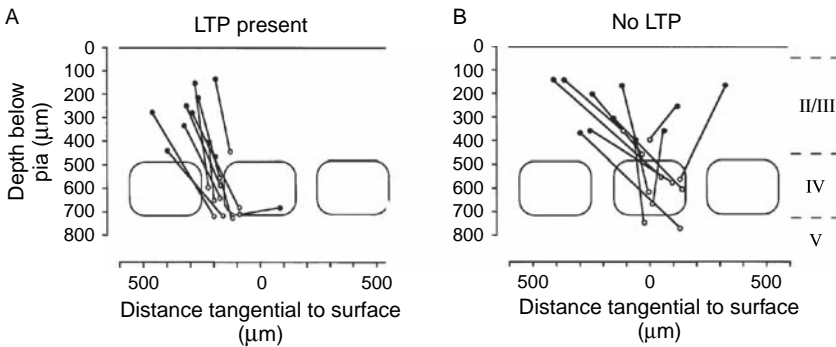 A
LTP present
0
100
200
300
400
500
600
700
800
Depth below
pia (μm)
500
0
500
Distance tangential to surface
(μm)
B
No LTP
0
100
200
300
400
500
600
700
800
II/III
IV
V
500
0
500
Distance tangential to surface
(μm)